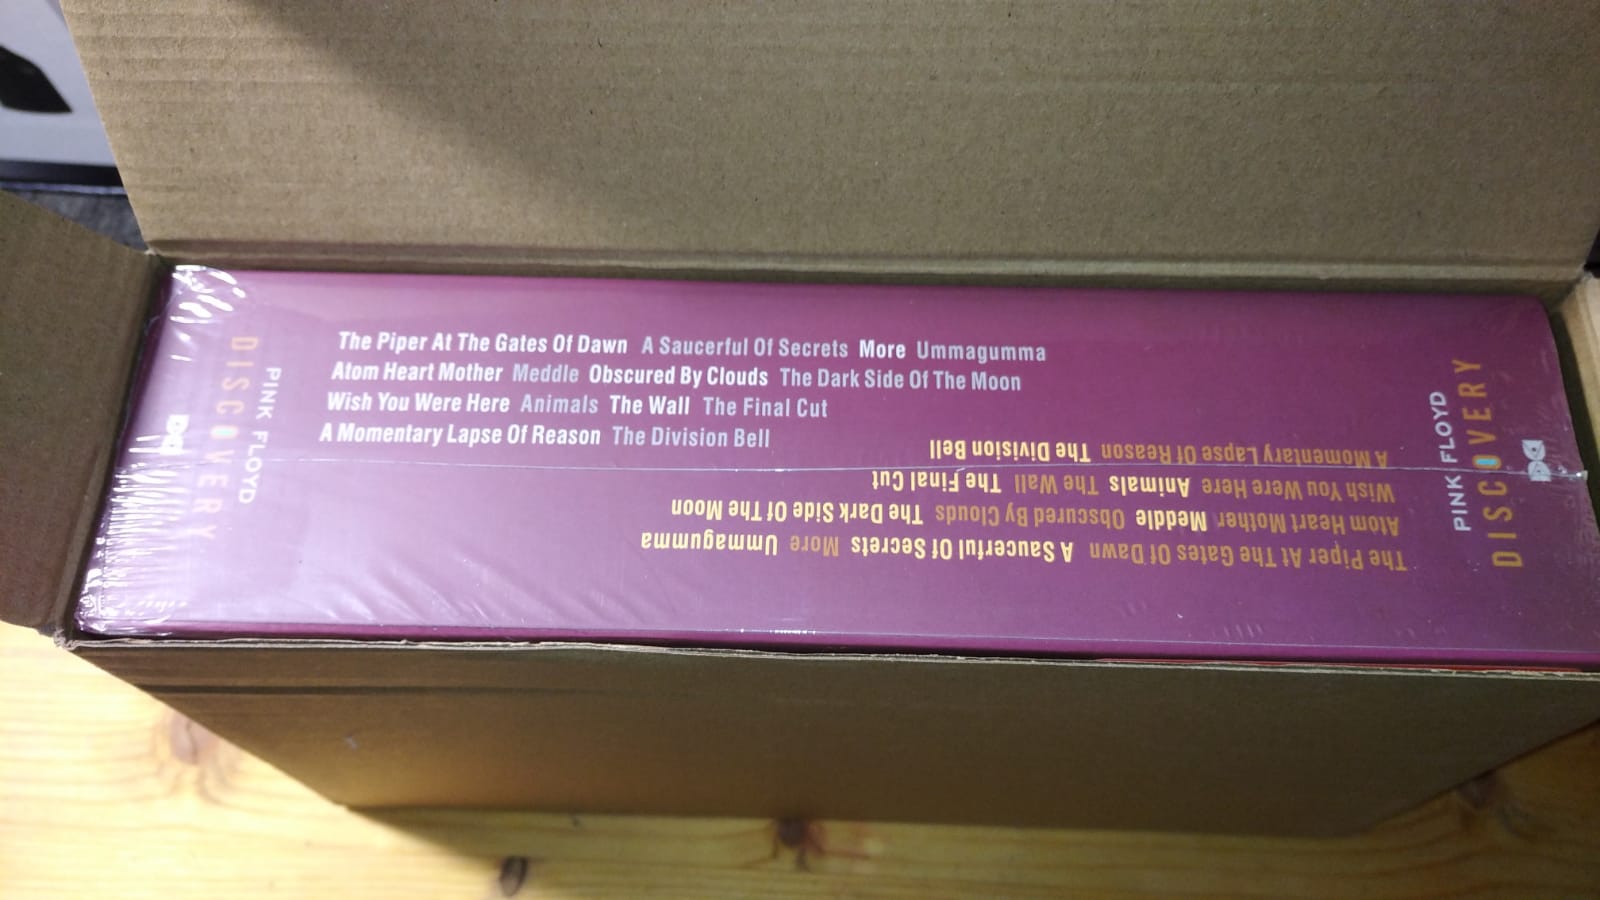 PINK FLOYD
DISCOVERY
The Piper At The Gates Of Dawn A Saucerful Of Secrets More Ummagumma
Atom Heart Mother Meddle Obscured By Clouds The Dark Side Of The Moon
Wish You Were Here Animals The Wall The Final Cut
A Momentary Lapse Of Reason The Division Bell
The Piper At The Gates Of Dawn A Saucerful Of Secrets More Ummagumma
Atom Heart Mother Meddle Obscured By Clouds The Dark Side Of The Moon
Wish You Were Here Animals The Wall The Final Cut
A Momentary Lapse Of Reason The Division Bell
PINK FLOYD
DISCOVERY